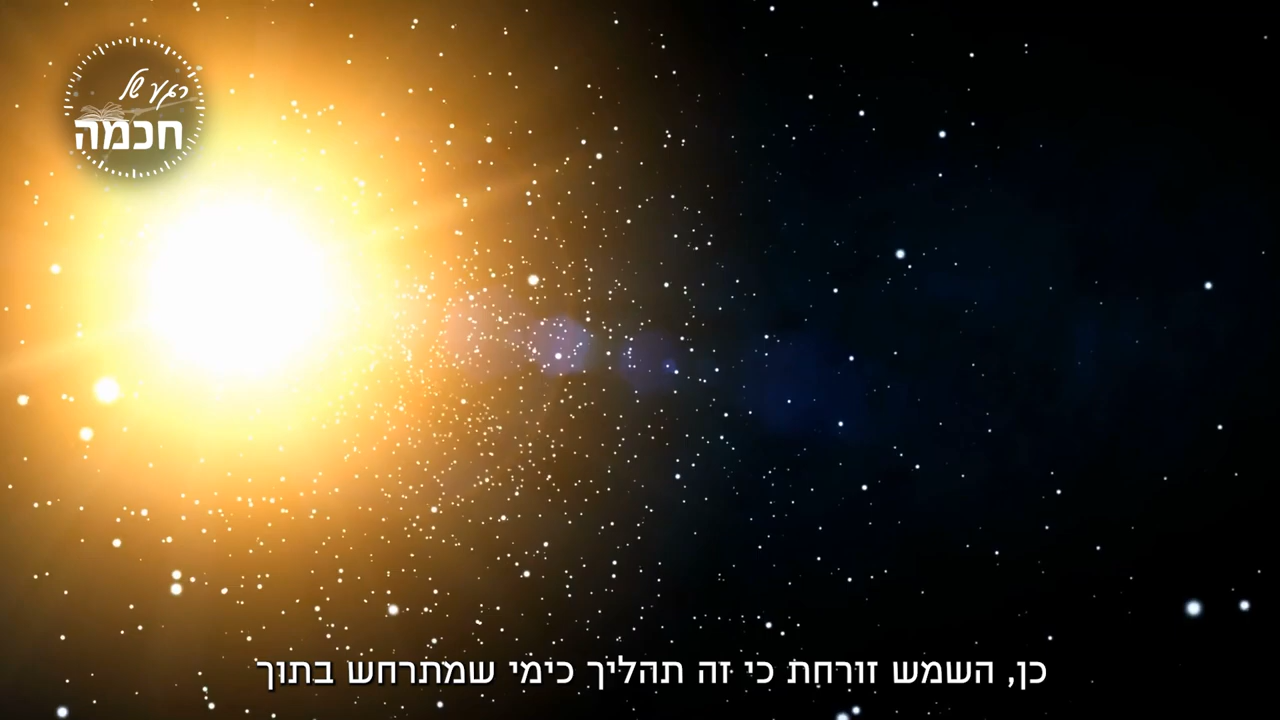 רגע של
חכמה
כן, השמש זורחת כי זה תהליך כימי שמתרחש בתוך